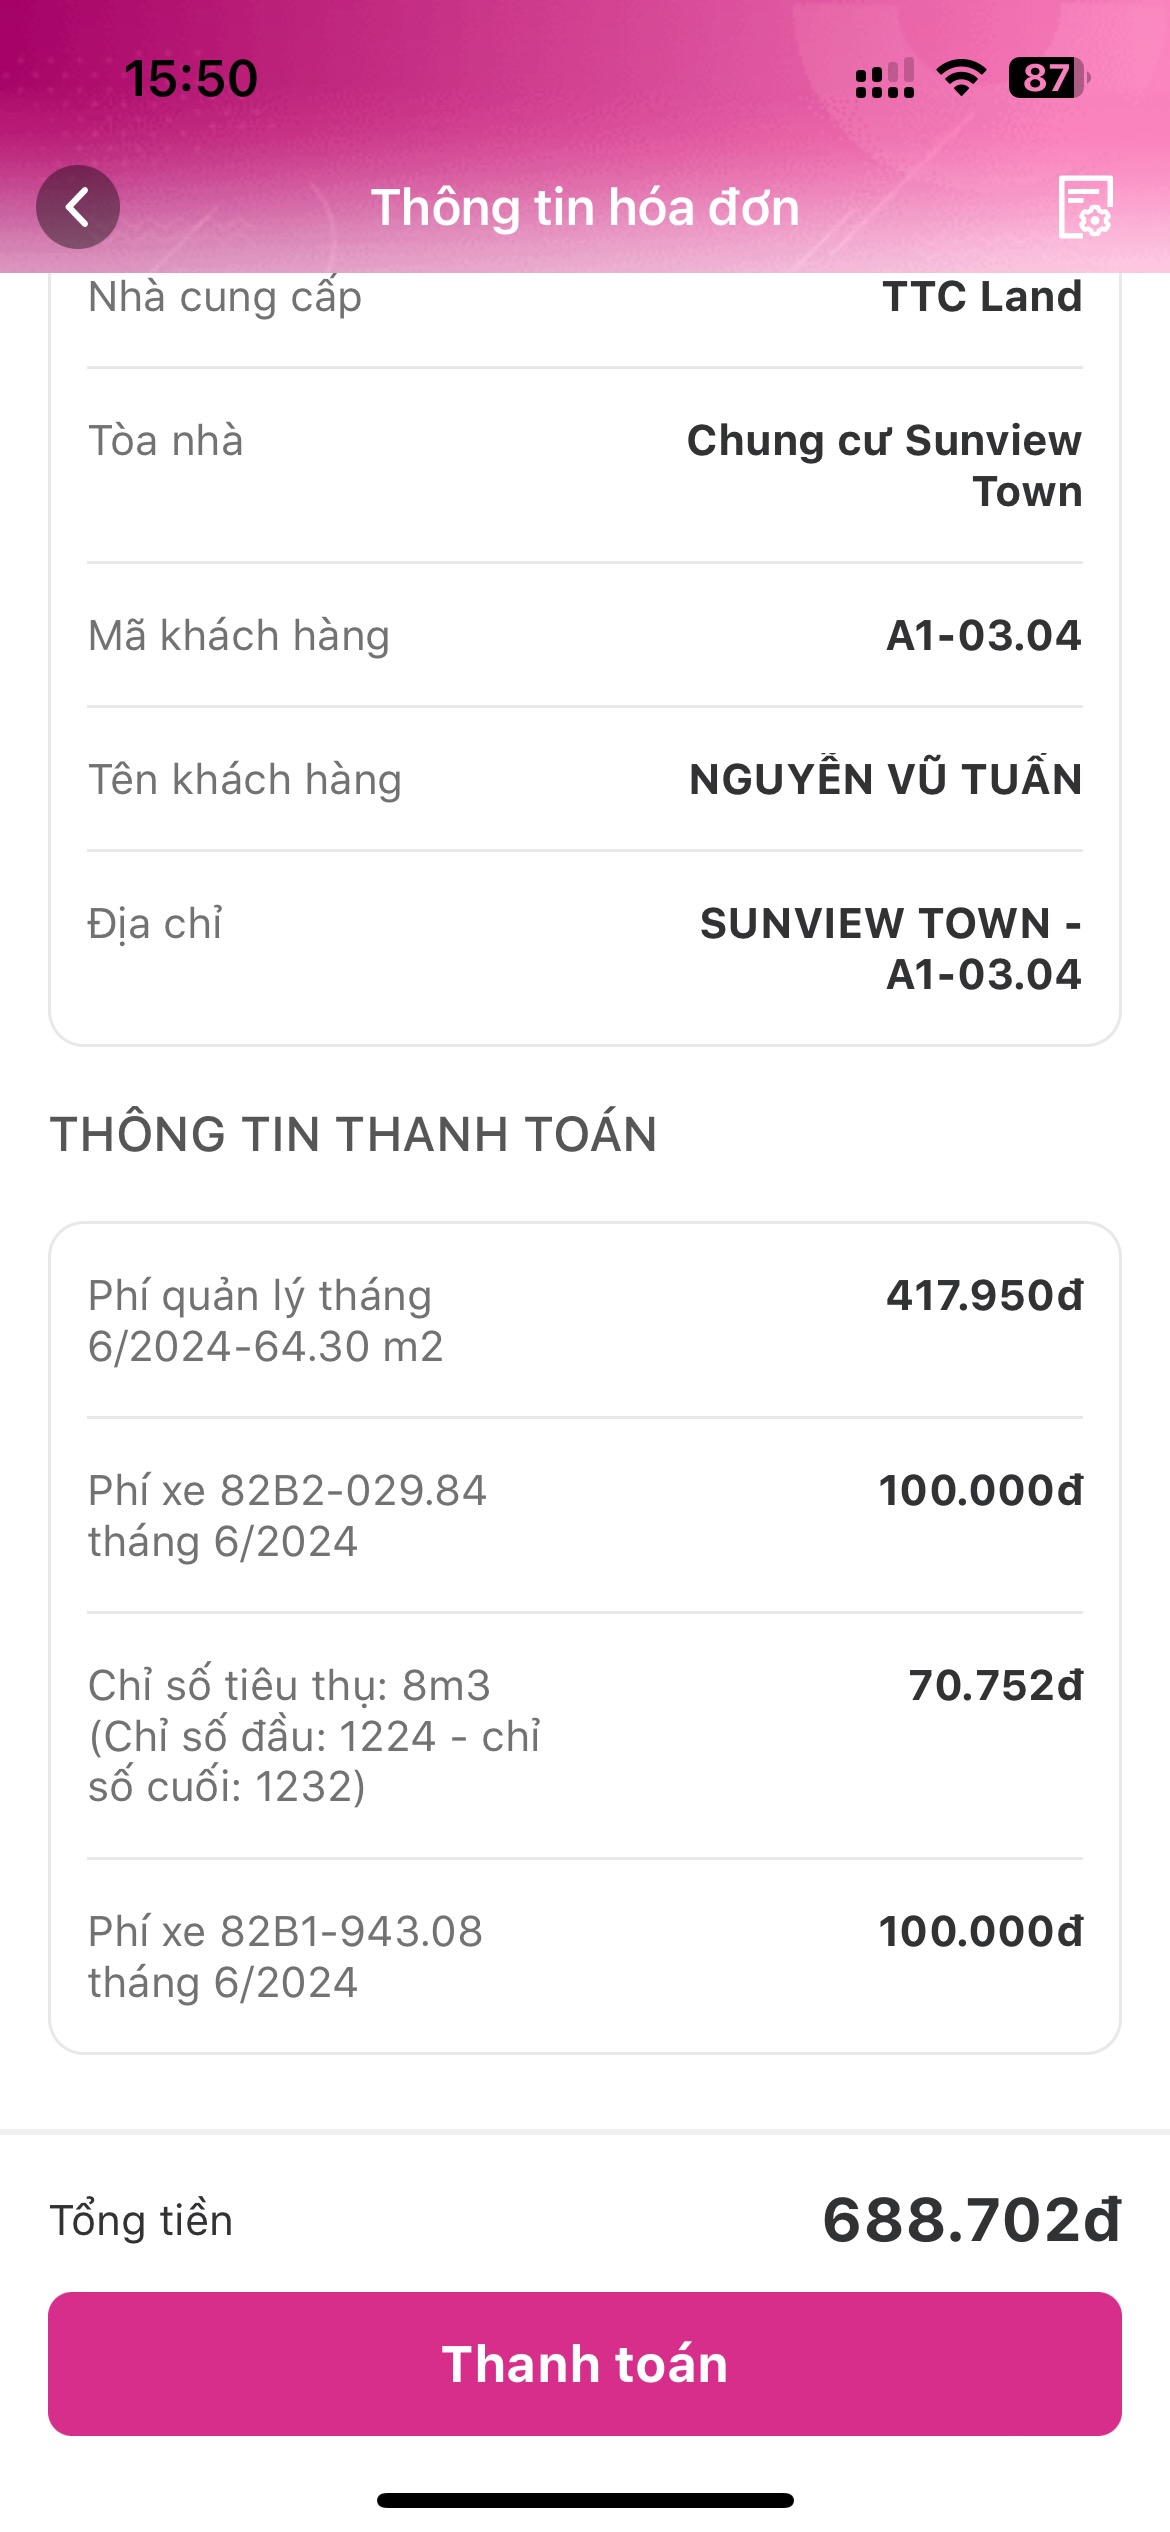 15:50
87
Thông tin hóa đơn
Nhà cung cấp
TTC Land
Tòa nhà
Chung cư Sunview
Town
Mã khách hàng
A1-03.04
Tên khách hàng
NGUYỄN VŨ TUẤN
Địa chỉ
SUNVIEW TOWN -
A1-03.04
THÔNG TIN THANH TOÁN
Phí quản lý tháng
6/2024-64.30 m2
417.950đ
Phí xe 82B2-029.84
tháng 6/2024
100.000đ
Chỉ số tiêu thụ: 8m3
(Chỉ số đầu: 1224 - chỉ
số cuối: 1232)
70.752đ
Phí xe 82B1-943.08
tháng 6/2024
100.000đ
Tổng tiền
688.702đ
Thanh toán